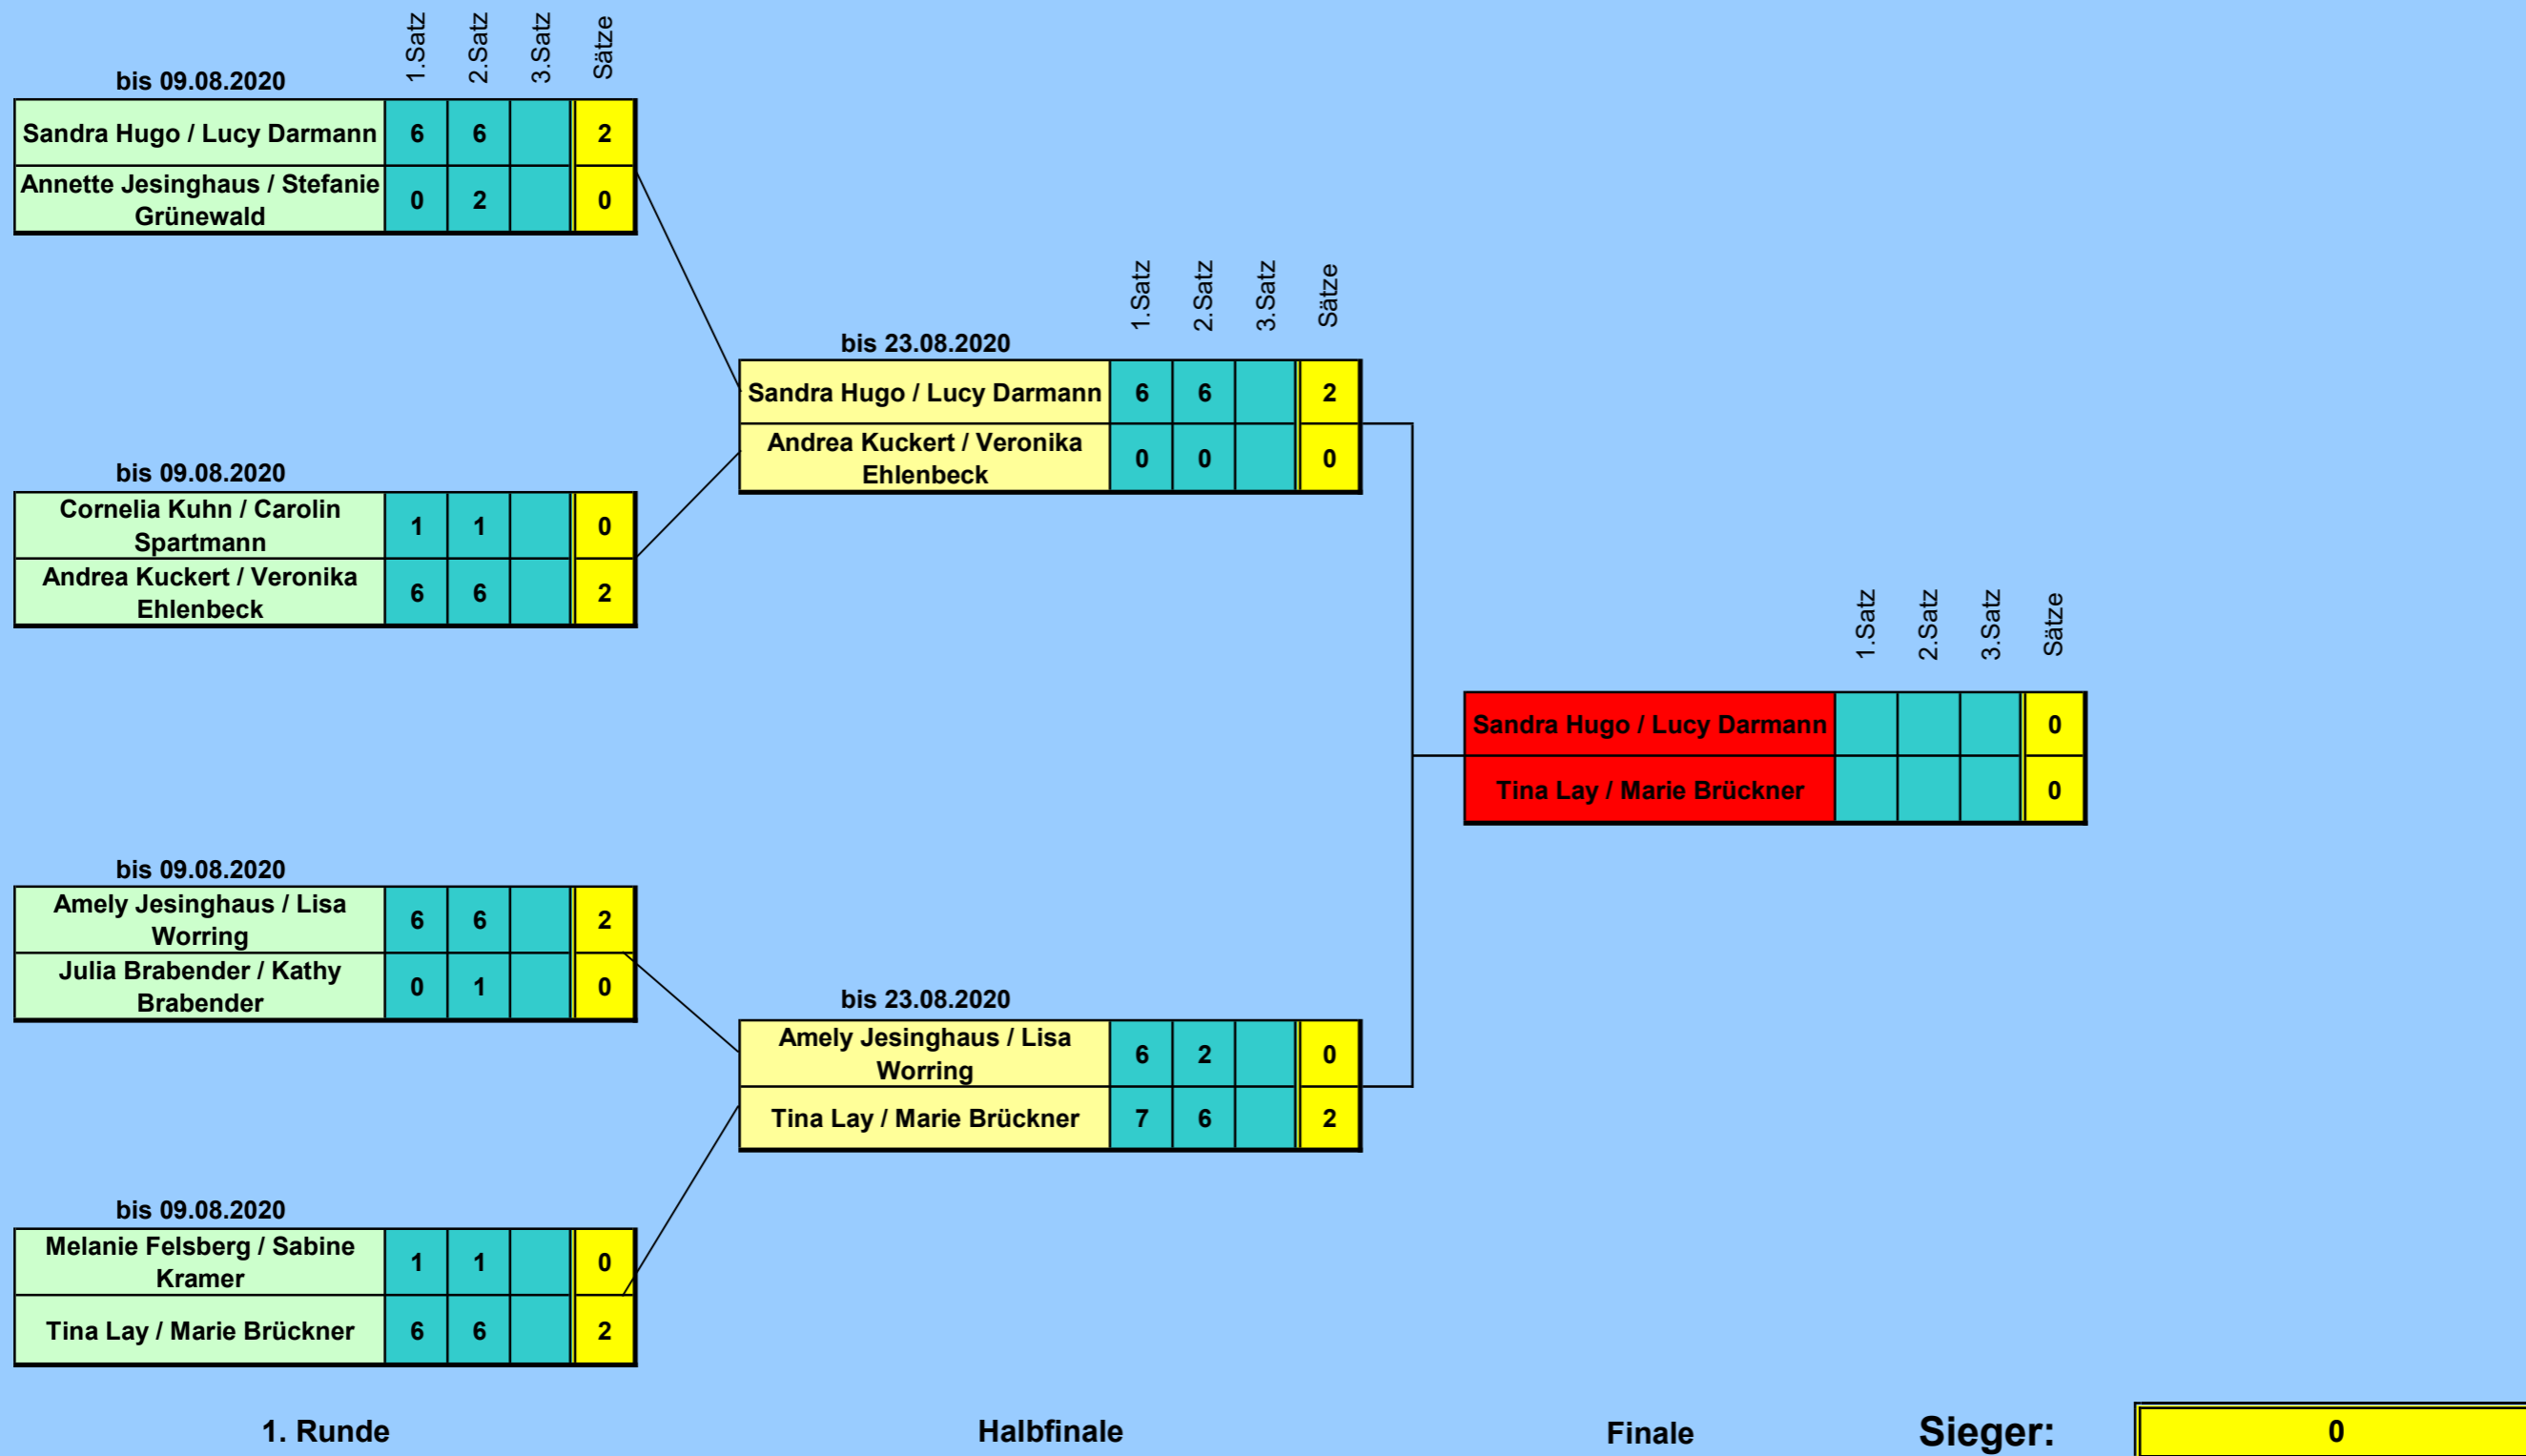 1.Satz 2.Satz 3.Satz Sätze
bis 09.08.2020
Sandra Hugo / Lucy Darmann 6 6 2
Annette Jesinghaus / Stefanie
Grünewald 0 2 0
bis 09.08.2020
Cornelia Kuhn / Carolin
Spartmann 1 1 0
Andrea Kuckert / Veronika
Ehlenbeck 6 6 2
bis 09.08.2020
Amely Jesinghaus / Lisa
Worring 6 6 2
Julia Brabender / Kathy
Brabender 0 1 0
bis 09.08.2020
Melanie Felsberg / Sabine
Kramer 1 1 0
Tina Lay / Marie Brückner 6 6 2
1. Runde
1.Satz 2.Satz 3.Satz Sätze
bis 23.08.2020
Sandra Hugo / Lucy Darmann 6 6 2
Andrea Kuckert / Veronika
Ehlenbeck 0 0 0
bis 23.08.2020
Amely Jesinghaus / Lisa
Worring 6 2 0
Tina Lay / Marie Brückner 7 6 2
Halbfinale
1.Satz 2.Satz 3.Satz Sätze
Sandra Hugo / Lucy Darmann 0
Tina Lay / Marie Brückner 0
Finale
Sieger: 0